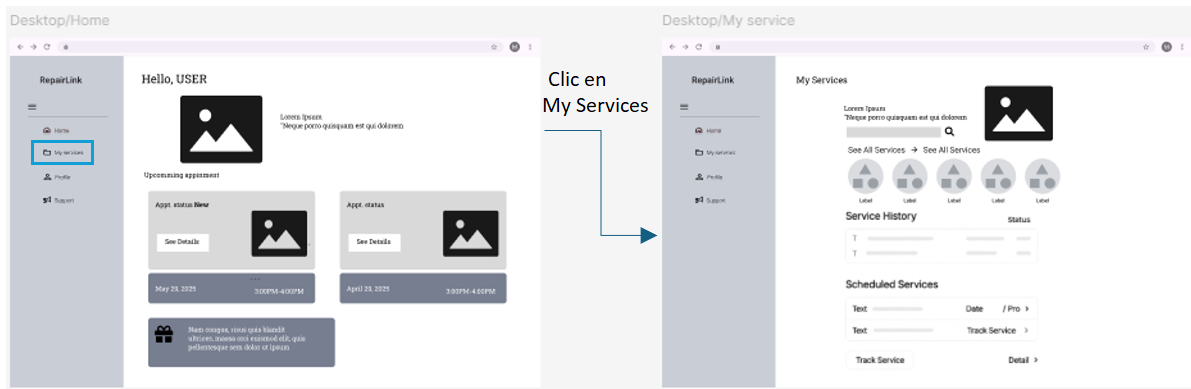 Desktop/Home
RepairLink
Home
My services
Profile
Support
Hello, USER
Lorem Ipsum
"Neque porro quisquam est qui dolorem
Upcomming appinment
Appt. status New
See Details
May 23, 2025
3:00PM-4:00PM
Appt. status
See Details
April 23, 2025
3:00PM-4:00PM
Nam congue, risus quis blandit
ultrices, massa orci euismod elit, quis
pellentesque sem dolor ut ipsum
Clic en
My Services
Desktop/My service
RepairLink
Home
My services
Profile
Support
My Services
Lorem Ipsum
"Neque porro quisquam est qui dolorem
See All Services → See All Services
Label Label Label Label Label
Service History
Status
T
T
Scheduled Services
Text Date / Pro >
Text Track Service >
Track Service Detail >